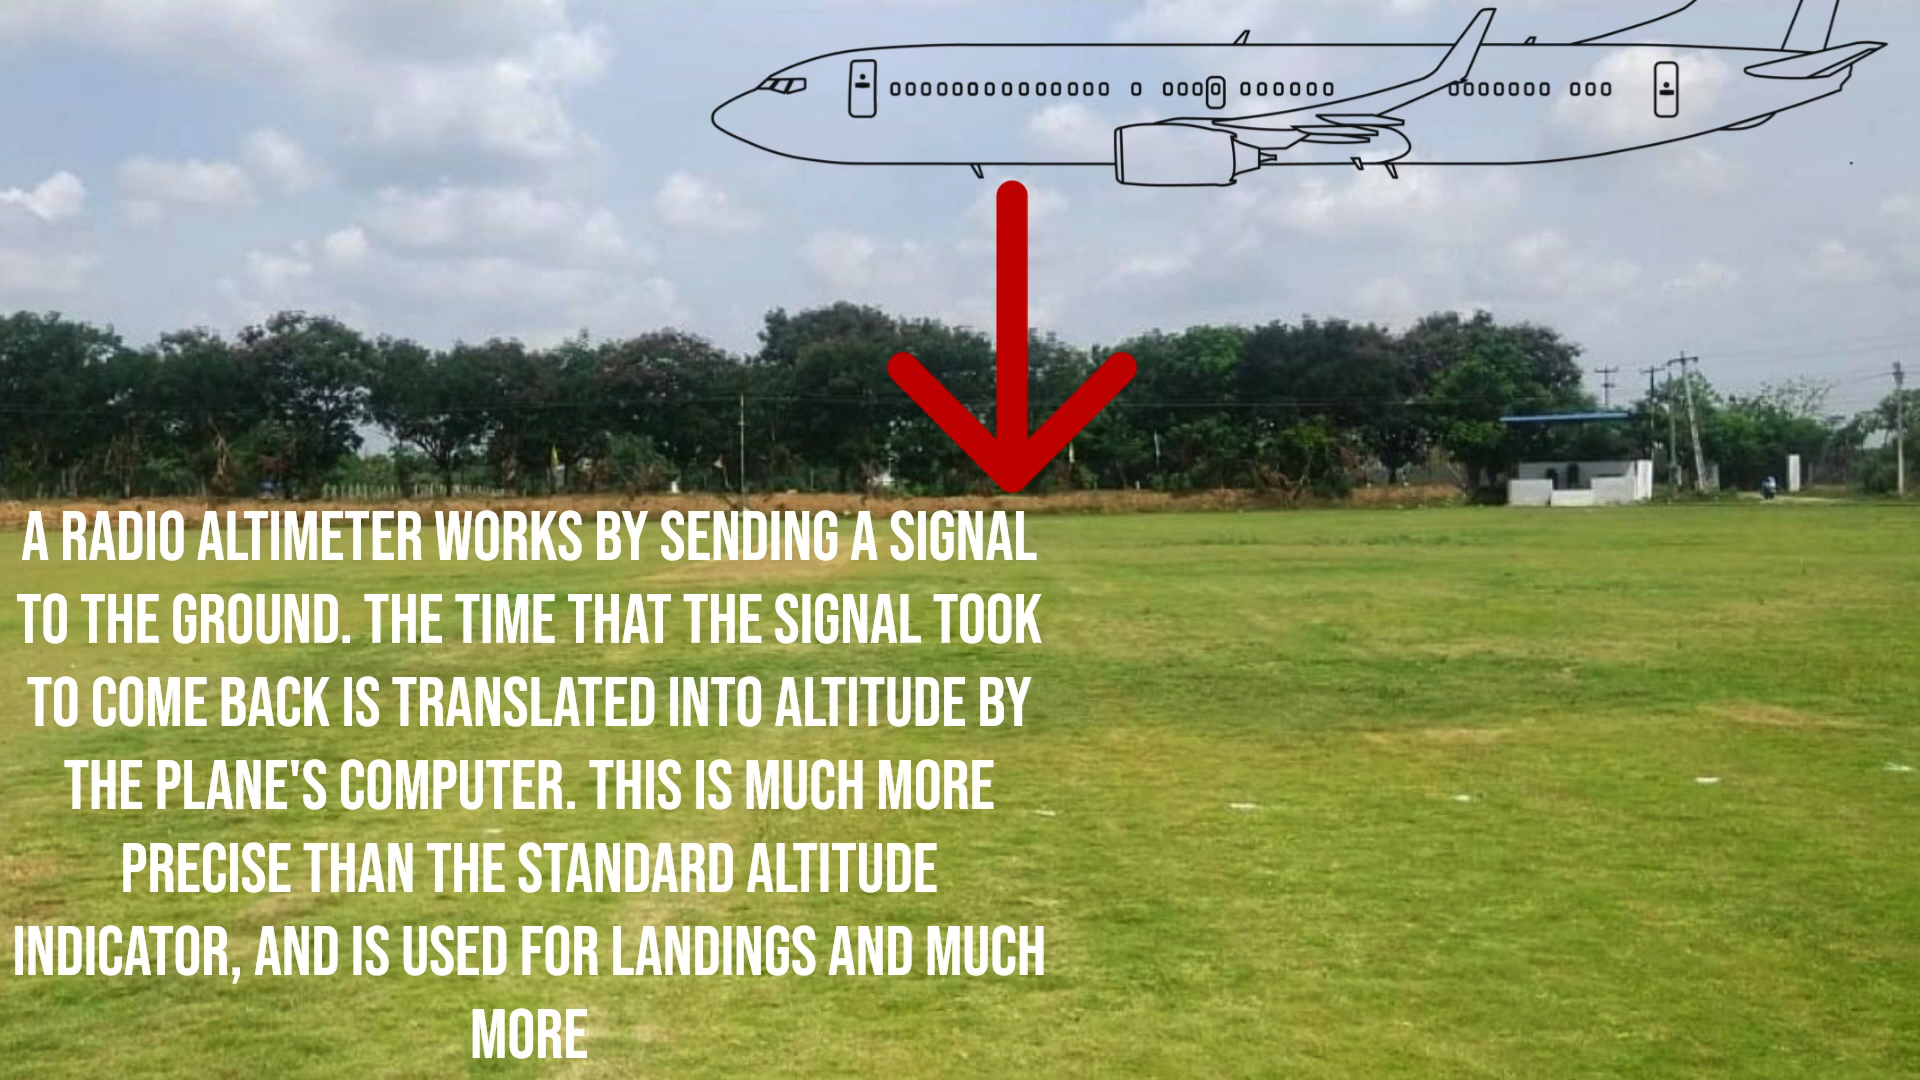 A RADIO ALTIMETER WORKS BY SENDING A SIGNAL
TO THE GROUND. THE TIME THAT THE SIGNAL TOOK
TO COME BACK IS TRANSLATED INTO ALTITUDE BY
THE PLANE'S COMPUTER. THIS IS MUCH MORE
PRECISE THAN THE STANDARD ALTITUDE
INDICATOR, AND IS USED FOR LANDINGS AND MUCH
MORE